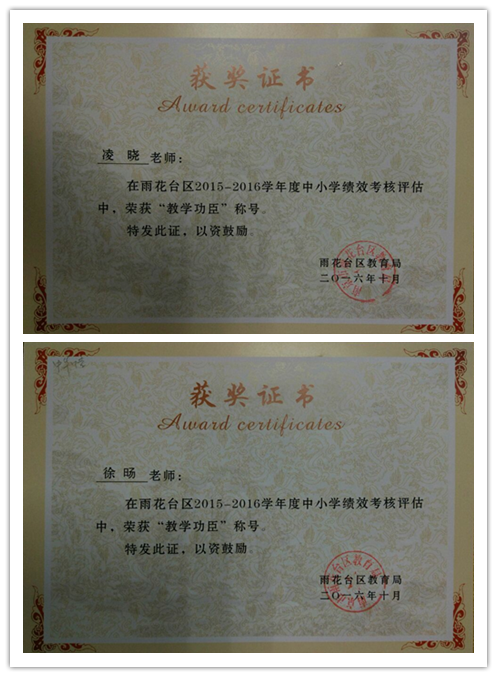 获奖证书
Award certificates
凌 晓 老师：
在雨花台区2015-2016学年度中小学绩效考核评估
中，荣获“教学功臣”称号。
特发此证，以资鼓励。
雨花台区教育局
二〇一六年十月
获奖证书
Award certificates
徐 旸 老师：
在雨花台区2015-2016学年度中小学绩效考核评估
中，荣获“教学功臣”称号。
特发此证，以资鼓励。
雨花台区教育局
二〇一六年十月